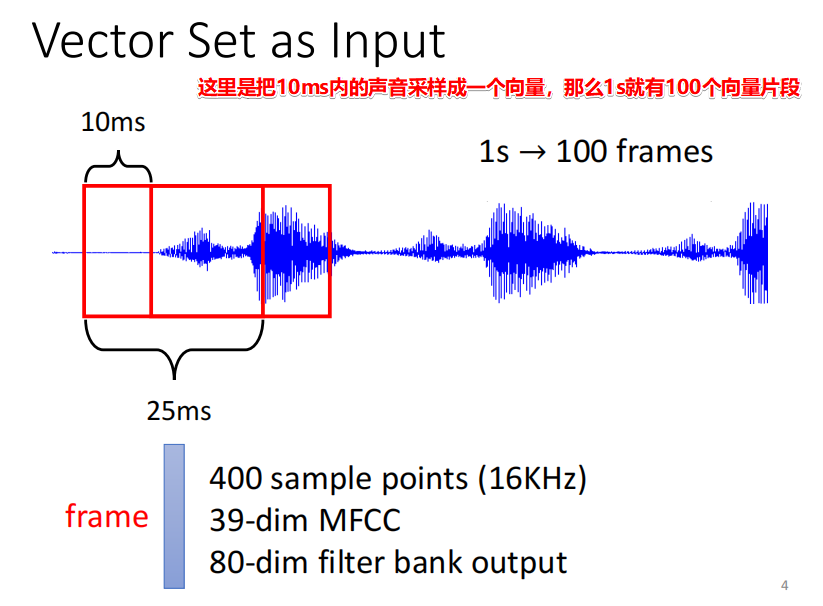 Vector Set as Input
这里是把10ms内的声音采样成一个向量，那么1s就有100个向量片段
10ms
1s → 100 frames
25ms
400 sample points (16KHz)
frame
39-dim MFCC
80-dim filter bank output
4